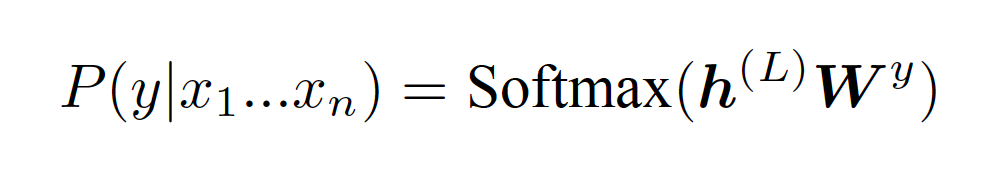 P(y|x₁...xₙ) = Softmax(h⁽ᴸ⁾Wʸ)